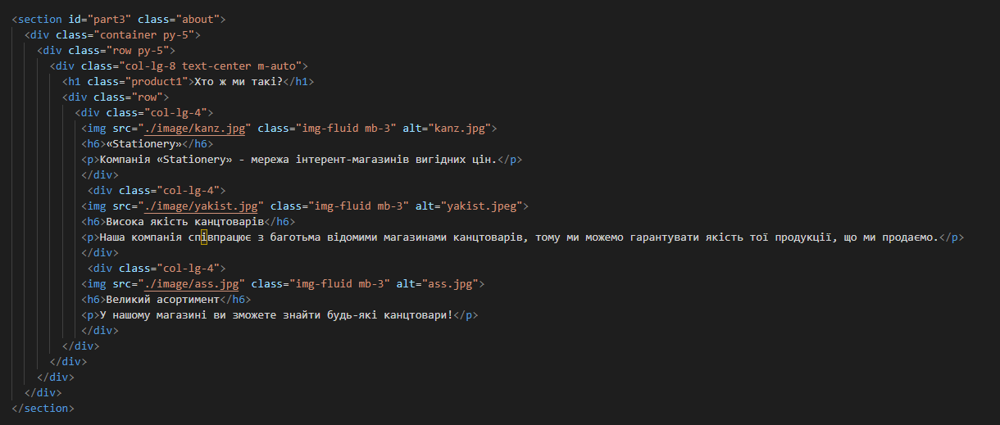 <section id="part3" class="about">
<div class="container py-5">
<div class="row py-5">
<div class="col-lg-8 text-center m-auto">
<h1 class="product1">Хто ж ми такі?</h1>
<div class="row">
<div class="col-lg-4">
<img src="./image/kanz.jpg" class="img-fluid mb-3" alt="kanz.jpg">
<h6>«Stationery»</h6>
<p>Компанія «Stationery» - мережа інтерент-магазинів вигідних цін.</p>
</div>
<div class="col-lg-4">
<img src="./image/yakist.jpg" class="img-fluid mb-3" alt="yakist.jpeg">
<h6>Висока якість канцтоварів</h6>
<p>Наша компанія співпрацює з баготьма відомими магазинами канцтоварів, тому ми можемо гарантувати якість тої продукції, що ми продаємо.</p>
</div>
<div class="col-lg-4">
<img src="./image/ass.jpg" class="img-fluid mb-3" alt="ass.jpg">
<h6>Великий асортимент</h6>
<p>У нашому магазині ви зможете знайти будь-які канцтовари!</p>
</div>
</div>
</div>
</div>
</div>
</section>